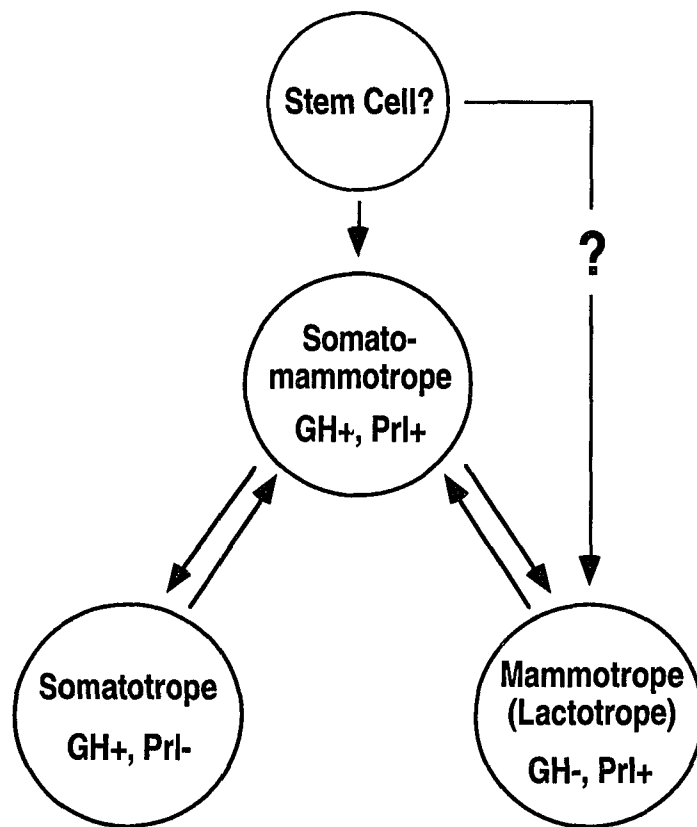 Stem Cell?
?
Somato-
mammotrope
GH+, Prl+
Somatotrope
GH+, Prl-
Mammotrope
(Lactotrope)
GH-, Prl+